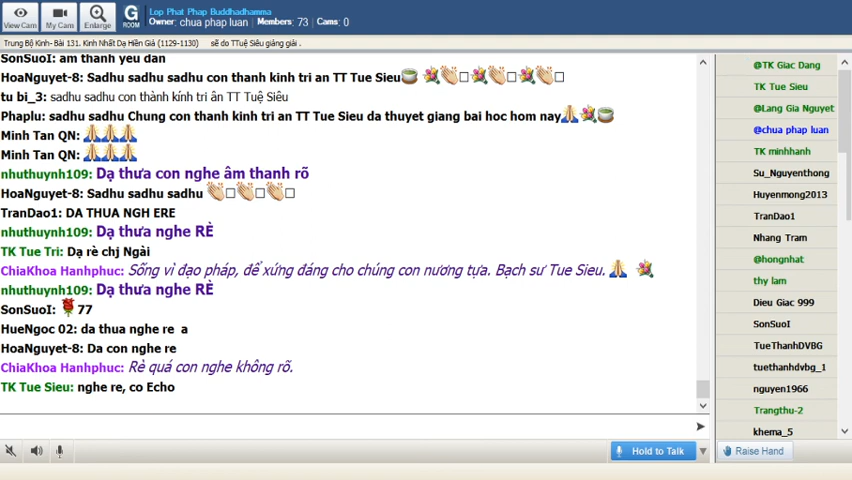 View Cam
My Cam
Enlarge
G
ROOM
Lop Phat Phap Buddhadhamma
Owner: chua phap luan Members: 73 Cams: 0
Trung Bộ Kinh- Bài 131. Kinh Nhất Dạ Hiền Giả (1129-1130) sẽ do TTuệ Siêu giảng giải .
SonSuoI: am thanh yeu dan
HoaNguyet-8: Sadhu sadhu sadhu con thanh kinh tri an TT Tue Sieu
tu bi_3: sadhu sadhu con thành kính tri ân TT Tuệ Siêu
Phaplu: sadhu sadhu Chung con thanh kinh tri an TT Tue Sieu da thuyet giang bai hoc hom nay
Minh Tan QN:
Minh Tan QN:
nhuthuynh109: Dạ thưa con nghe âm thanh rõ
HoaNguyet-8: Sadhu sadhu sadhu
TranDao1: DA THUA NGH ERE
nhuthuynh109: Dạ thưa nghe RÈ
TK Tue Tri: Dạ rè chj Ngài
ChiaKhoa Hanhphuc: Sống vì đạo pháp, để xứng đáng cho chúng con nương tựa. Bạch sư Tue Sieu.
nhuthuynh109: Dạ thưa nghe RÈ
SonSuoI: 77
HueNgoc 02: da thua nghe re a
HoaNguyet-8: Da con nghe re
ChiaKhoa Hanhphuc: Rè quá con nghe không rõ.
TK Tue Sieu: nghe re, co Echo
Hold to Talk
@TK Giac Dang
TK Tue Sieu
@Lang Gia Nguyet
@chua phap luan
TK minhhanh
Su_Nguyenthong
Huyenmong2013
TranDao1
Nhang Tram
@hongnhat
thy lam
Dieu Giac 999
SonSuoI
TueThanhDVBG
tuethanhdvbg_1
nguyen1966
Trangthu-2
khema_5
Raise Hand